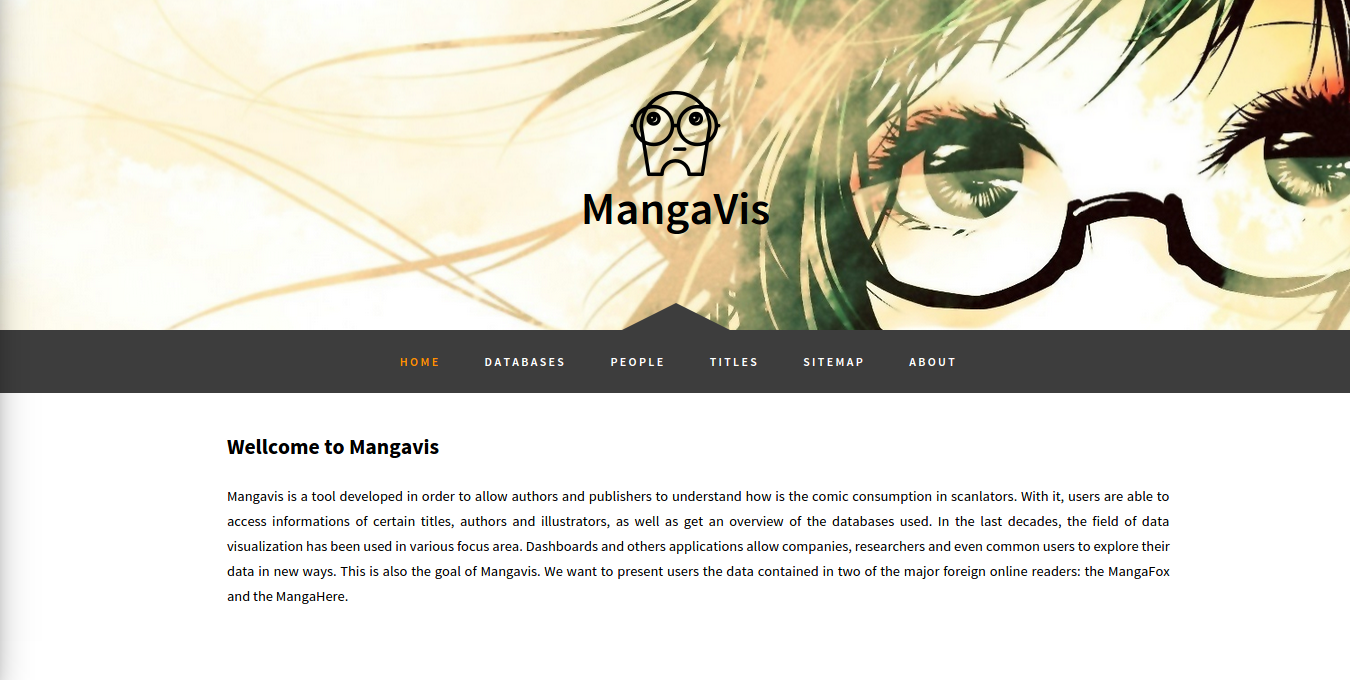 MangaVis
HOME DATABASES PEOPLE TITLES SITEMAP ABOUT
Wellcome to Mangavis
Mangavis is a tool developed in order to allow authors and publishers to understand how is the comic consumption in scanlators. With it, users are able to
access informations of certain titles, authors and illustrators, as well as get an overview of the databases used. In the last decades, the field of data
visualization has been used in various focus area. Dashboards and others applications allow companies, researchers and even common users to explore their
data in new ways. This is also the goal of Mangavis. We want to present users the data contained in two of the major foreign online readers: the MangaFox
and the MangaHere.